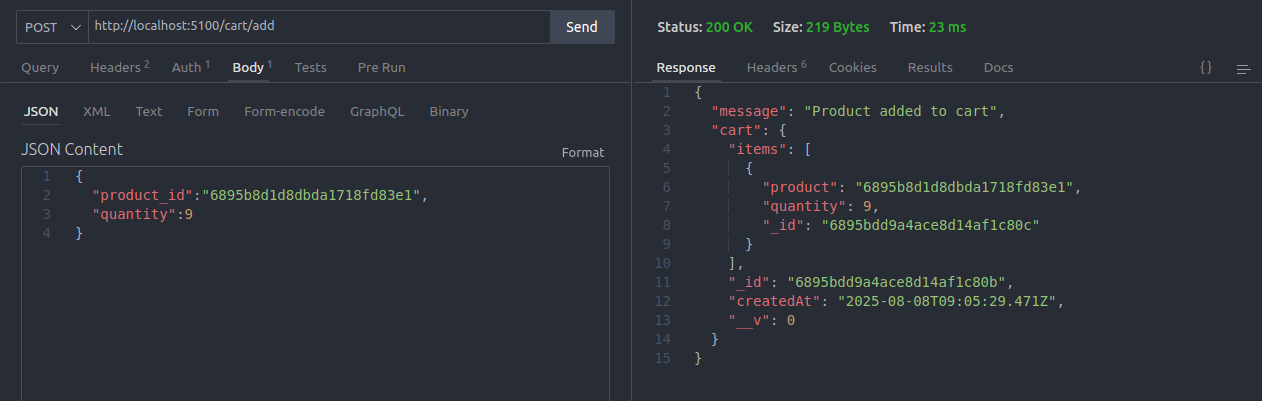 POST http://localhost:5100/cart/add Send
Query Headers 2 Auth 1 Body 1 Tests Pre Run
JSON XML Text Form Form-encode GraphQL Binary
JSON Content Format
1 {
2 "product_id":"6895b8d1d8dbda1718fd83e1",
3 "quantity":9
4 }
Status: 200 OK Size: 219 Bytes Time: 23 ms
Response Headers 6 Cookies Results Docs {}
1 {
2 "message": "Product added to cart",
3 "cart": {
4 "items": [
5 {
6 "product": "6895b8d1d8dbda1718fd83e1",
7 "quantity": 9,
8 "_id": "6895bdd9a4ace8d14af1c80c"
9 }
10 ],
11 "_id": "6895bdd9a4ace8d14af1c80b",
12 "createdAt": "2025-08-08T09:05:29.471Z",
13 "__v": 0
14 }
15 }